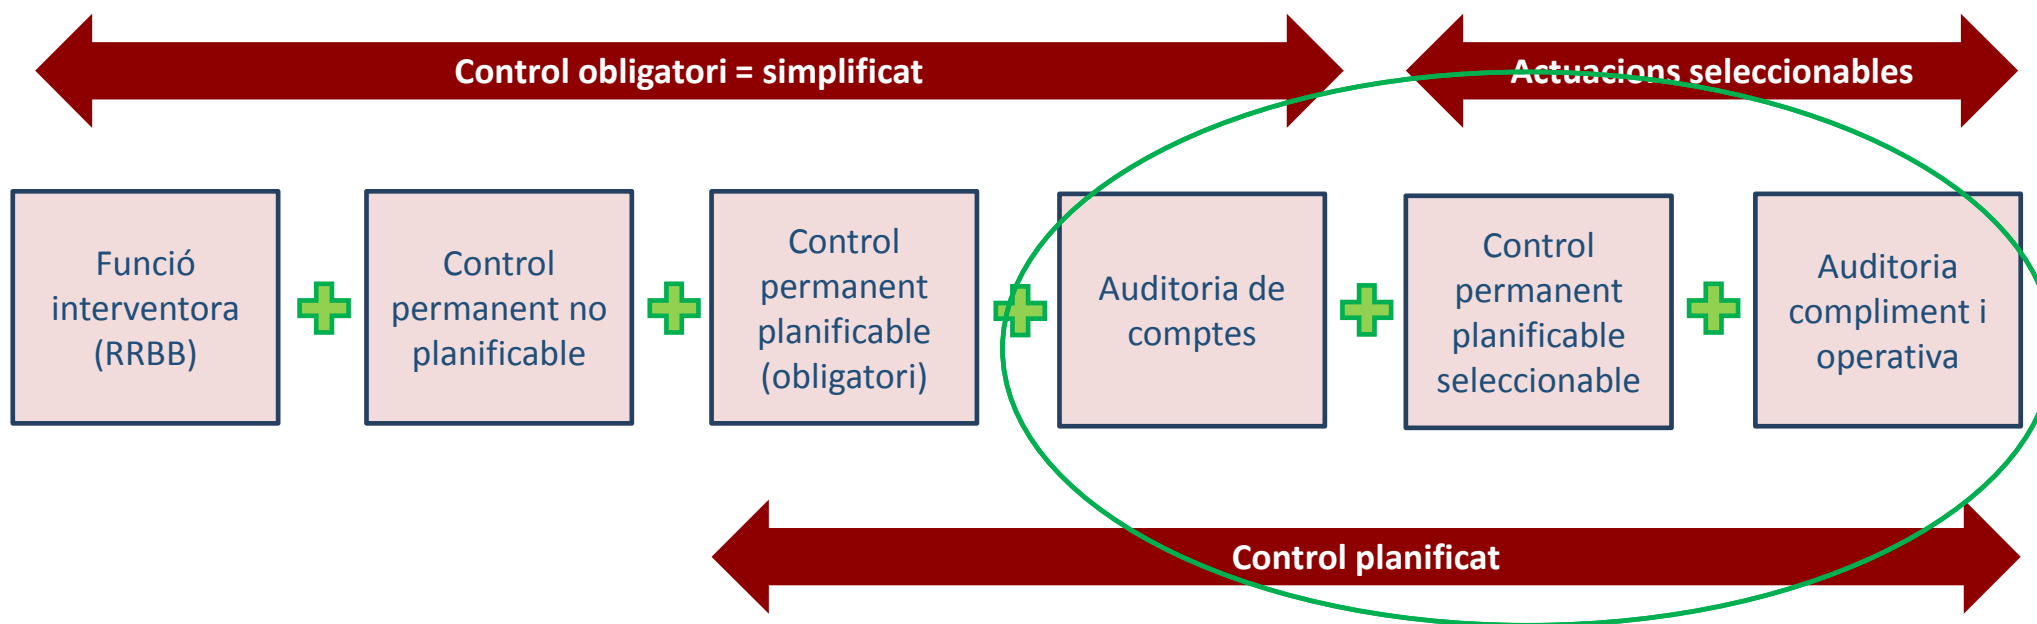 Control obligatori = simplificat
Actuacions seleccionables
Funció
interventora
(RRBB)
Control
permanent no
planificable
Control
permanent
planificable
(obligatori)
Auditoria de
comptes
Control
permanent
planificable
seleccionable
Auditoria
compliment i
operativa
Control planificat